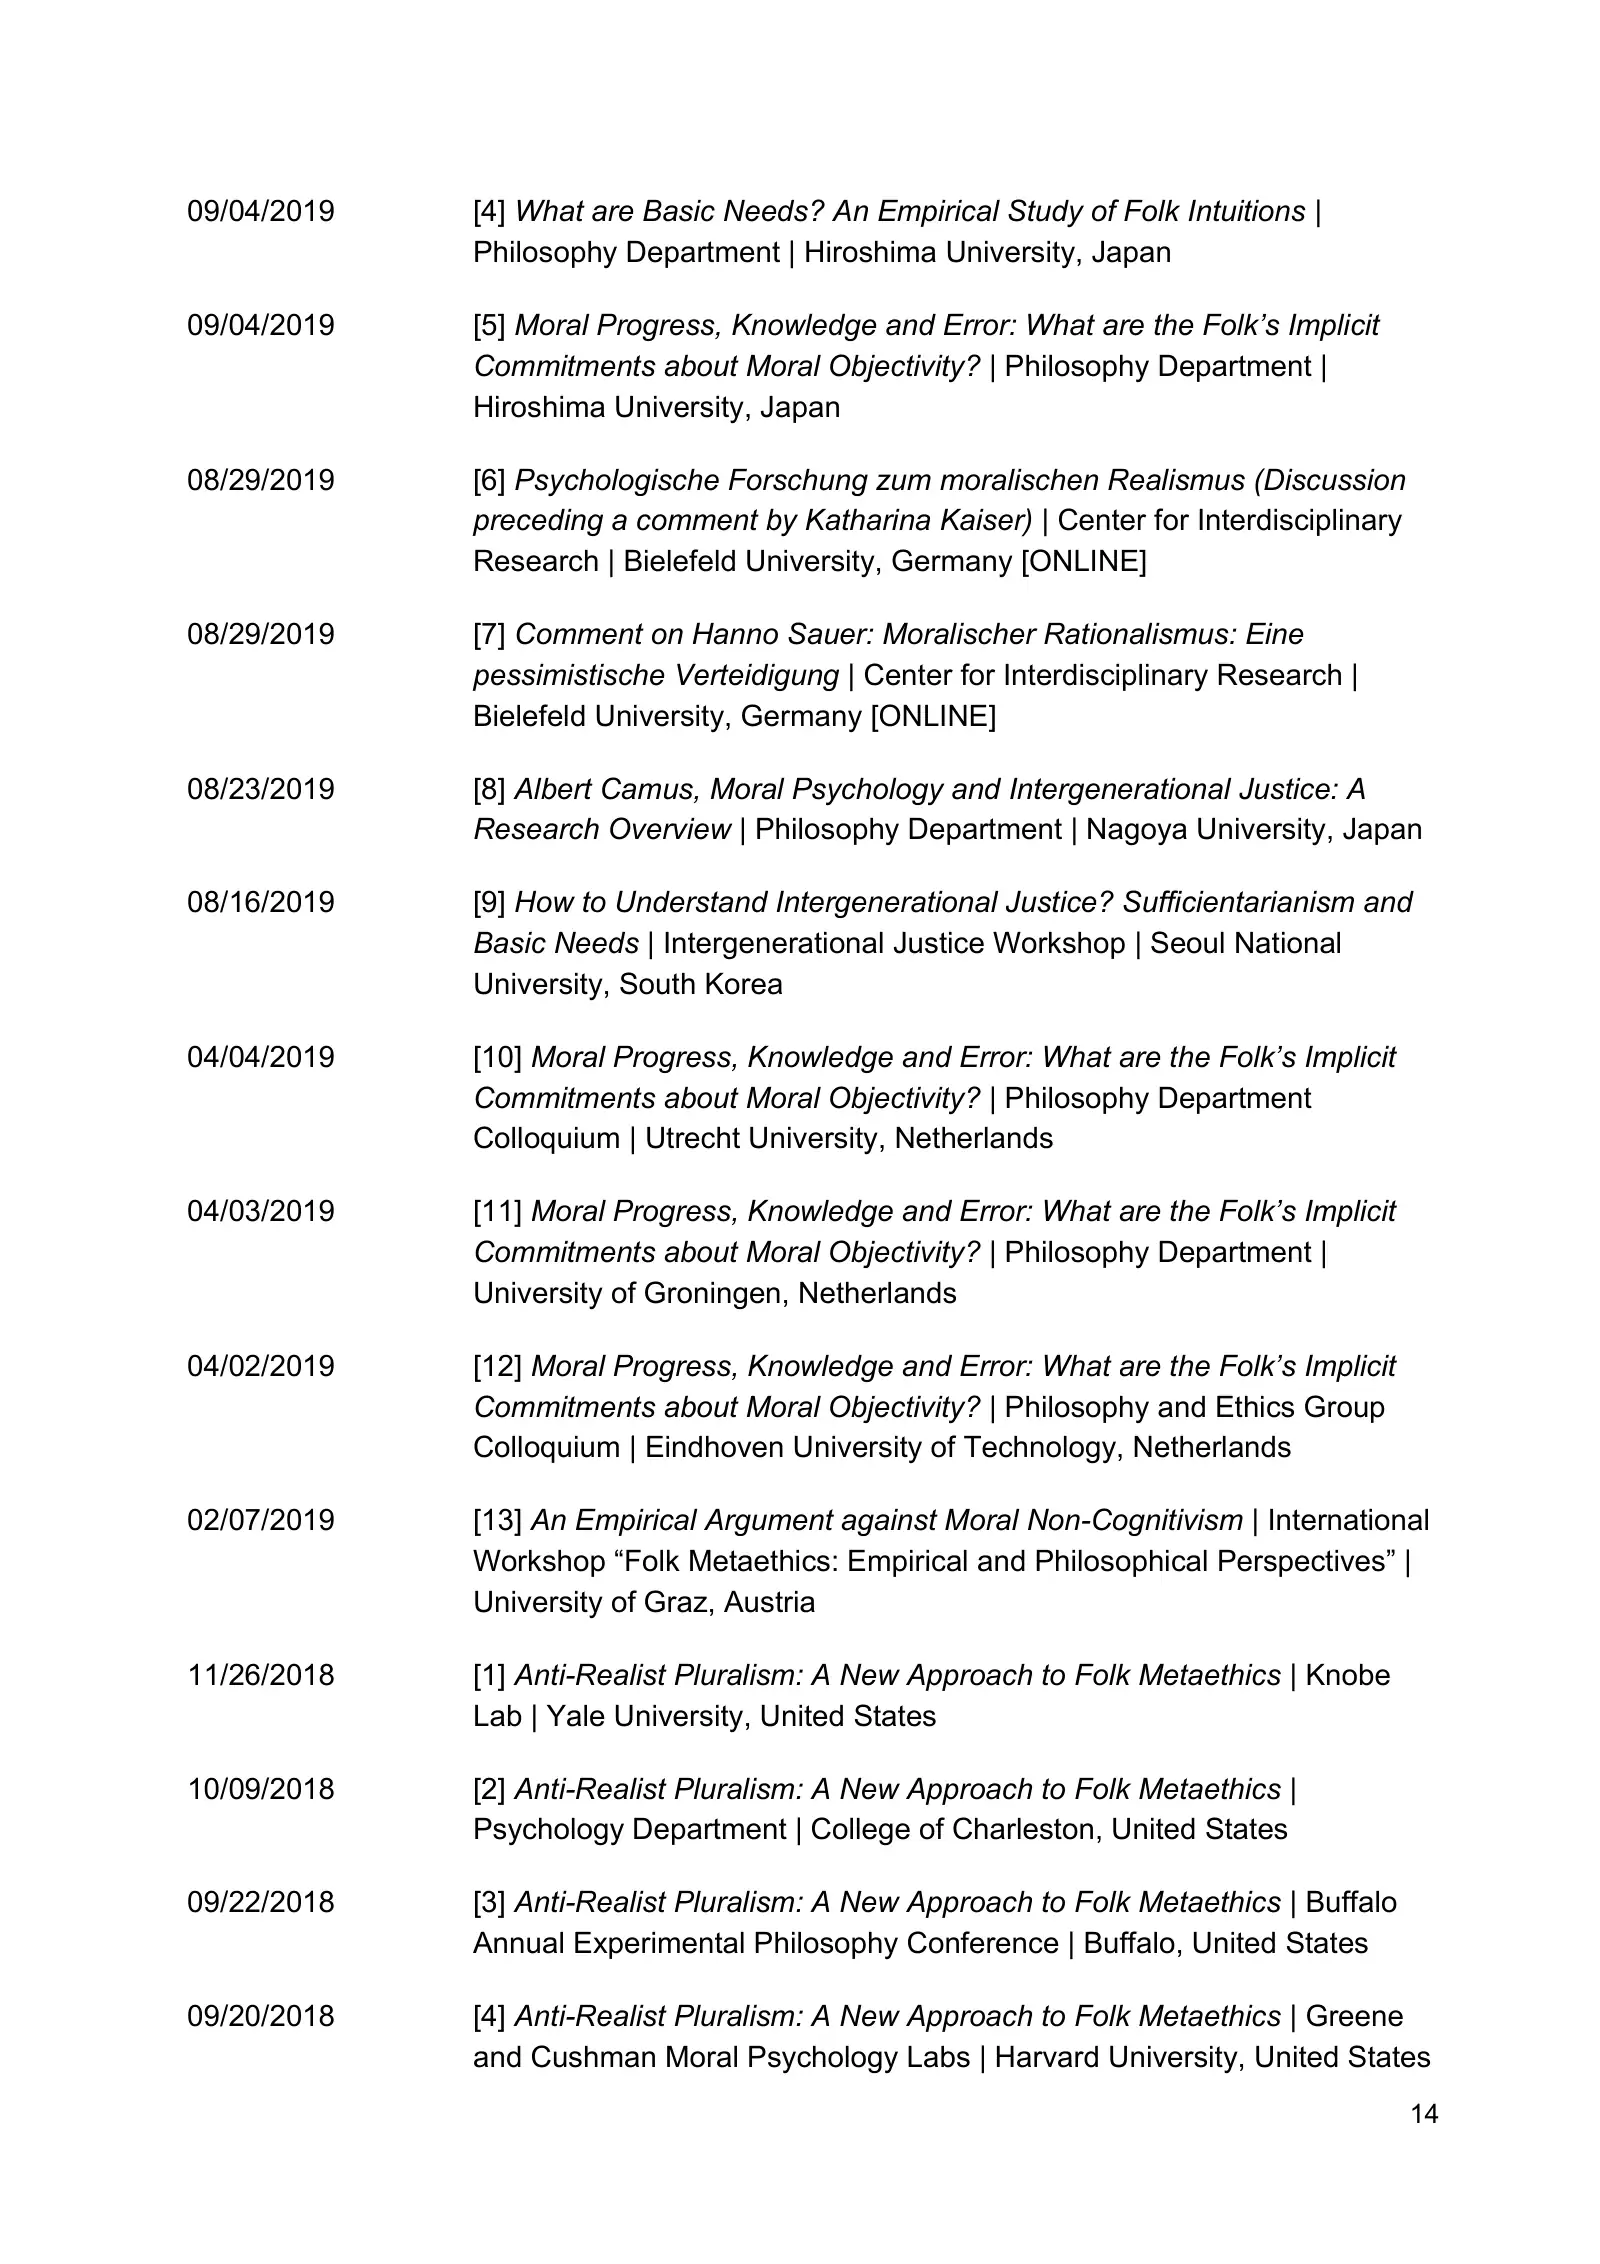 09/04/2019 [4] What are Basic Needs? An Empirical Study of Folk Intuitions |
Philosophy Department | Hiroshima University, Japan
09/04/2019 [5] Moral Progress, Knowledge and Error: What are the Folk’s Implicit
Commitments about Moral Objectivity? | Philosophy Department |
Hiroshima University, Japan
08/29/2019 [6] Psychologische Forschung zum moralischen Realismus (Discussion
preceding a comment by Katharina Kaiser) | Center for Interdisciplinary
Research | Bielefeld University, Germany [ONLINE]
08/29/2019 [7] Comment on Hanno Sauer: Moralischer Rationalismus: Eine
pessimistische Verteidigung | Center for Interdisciplinary Research |
Bielefeld University, Germany [ONLINE]
08/23/2019 [8] Albert Camus, Moral Psychology and Intergenerational Justice: A
Research Overview | Philosophy Department | Nagoya University, Japan
08/16/2019 [9] How to Understand Intergenerational Justice? Sufficientarianism and
Basic Needs | Intergenerational Justice Workshop | Seoul National
University, South Korea
04/04/2019 [10] Moral Progress, Knowledge and Error: What are the Folk’s Implicit
Commitments about Moral Objectivity? | Philosophy Department
Colloquium | Utrecht University, Netherlands
04/03/2019 [11] Moral Progress, Knowledge and Error: What are the Folk’s Implicit
Commitments about Moral Objectivity? | Philosophy Department |
University of Groningen, Netherlands
04/02/2019 [12] Moral Progress, Knowledge and Error: What are the Folk’s Implicit
Commitments about Moral Objectivity? | Philosophy and Ethics Group
Colloquium | Eindhoven University of Technology, Netherlands
02/07/2019 [13] An Empirical Argument against Moral Non-Cognitivism | International
Workshop “Folk Metaethics: Empirical and Philosophical Perspectives” |
University of Graz, Austria
11/26/2018 [1] Anti-Realist Pluralism: A New Approach to Folk Metaethics | Knobe
Lab | Yale University, United States
10/09/2018 [2] Anti-Realist Pluralism: A New Approach to Folk Metaethics |
Psychology Department | College of Charleston, United States
09/22/2018 [3] Anti-Realist Pluralism: A New Approach to Folk Metaethics | Buffalo
Annual Experimental Philosophy Conference | Buffalo, United States
09/20/2018 [4] Anti-Realist Pluralism: A New Approach to Folk Metaethics | Greene
and Cushman Moral Psychology Labs | Harvard University, United States
14